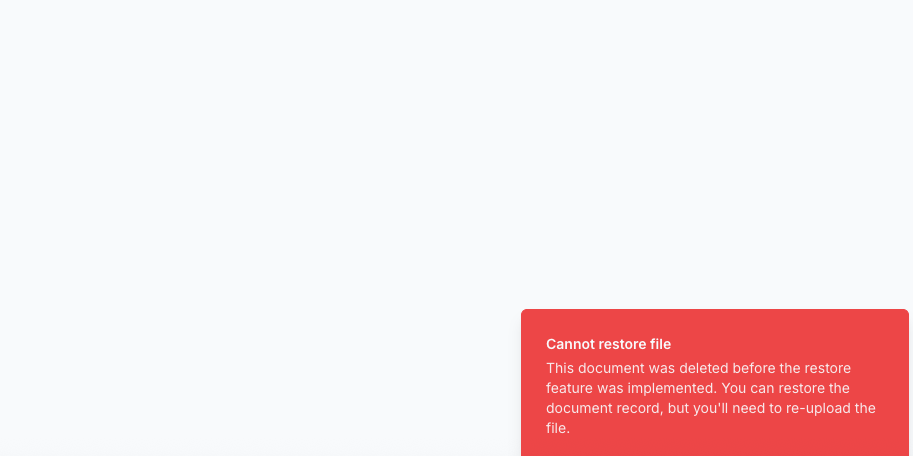 Cannot restore file
This document was deleted before the restore
feature was implemented. You can restore the
document record, but you'll need to re-upload the
file.